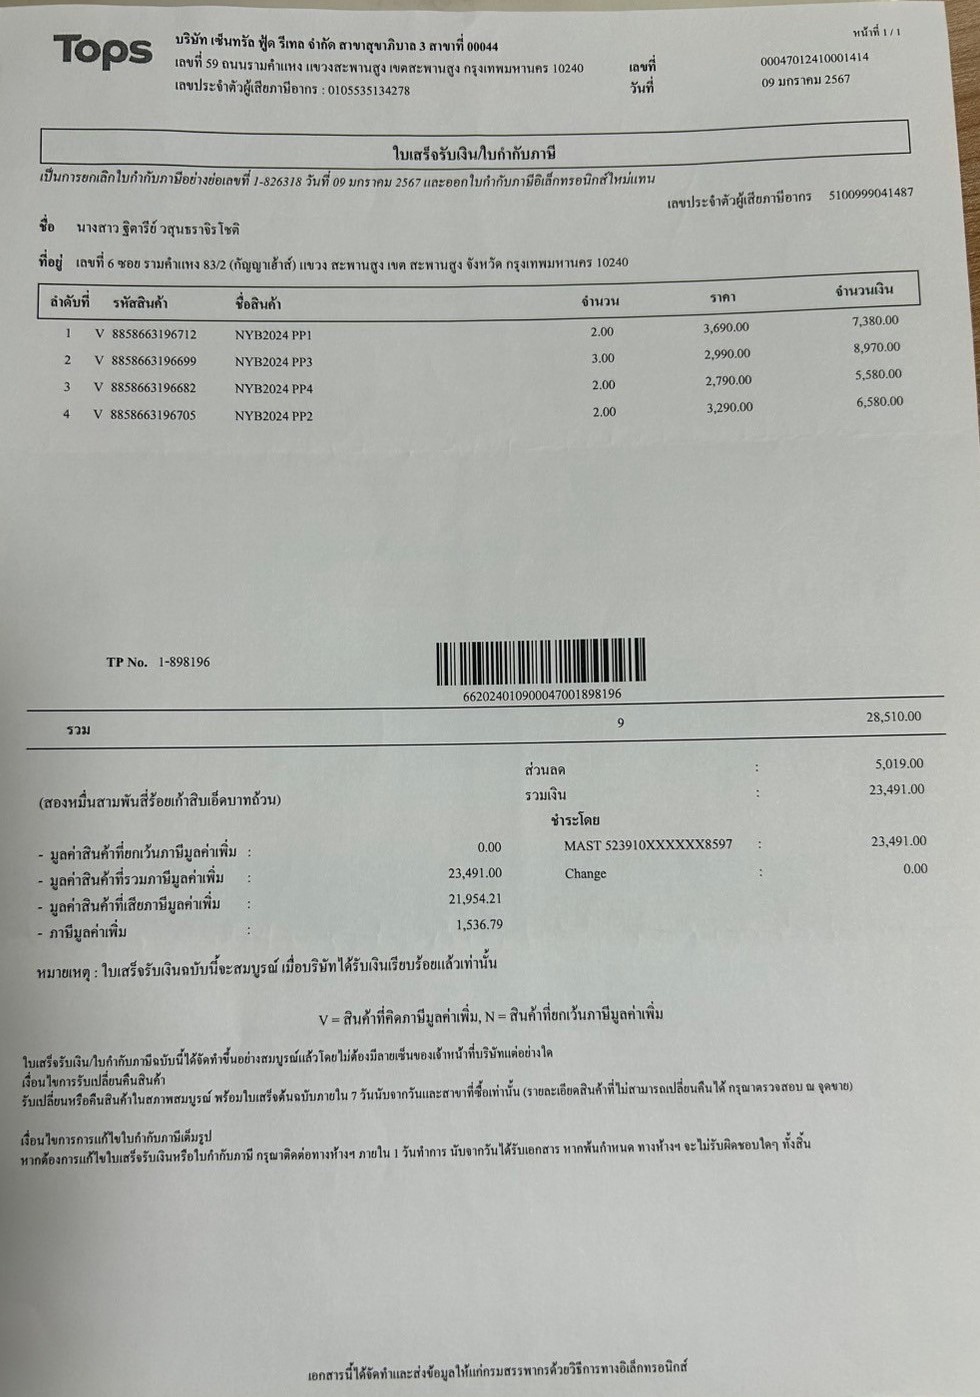 Tops
บริษัท เซ็นทรัล ฟู้ด รีเทล จำกัด สาขาสุขาภิบาล 3 สาขาที่ 00044
หน้าที่ 1 / 1
เลขที่ 59 ถนนรามคำแหง แขวงสะพานสูง เขตสะพานสูง กรุงเทพมหานคร 10240
เลขที่ 00047012410001414
เลขประจำตัวผู้เสียภาษีอากร : 0105535134278
วันที่ 09 มกราคม 2567
ใบเสร็จรับเงิน/ใบกำกับภาษี
เป็นการยกเลิกใบกำกับภาษีอย่างย่อเลขที่ 1-826318 วันที่ 09 มกราคม 2567 และออกใบกำกับภาษีอิเล็กทรอนิกส์ใหม่แทน
เลขประจำตัวผู้เสียภาษีอากร 5100999041487
ชื่อ นางสาว ฐิตารีย์ วสุนธราจิรโชติ
ที่อยู่ เลขที่ 6 ซอย รามคำแหง 83/2 (กัญญาเฮ้าส์) แขวง สะพานสูง เขต สะพานสูง จังหวัด กรุงเทพมหานคร 10240
ลำดับที่ รหัสสินค้า ชื่อสินค้า จำนวน ราคา จำนวนเงิน
1 V 8858663196712 NYB2024 PP1 2.00 3,690.00 7,380.00
2 V 8858663196699 NYB2024 PP3 3.00 2,990.00 8,970.00
3 V 8858663196682 NYB2024 PP4 2.00 2,790.00 5,580.00
4 V 8858663196705 NYB2024 PP2 2.00 3,290.00 6,580.00
TP No. 1-898196
662024010900047001898196
รวม 9 28,510.00
ส่วนลด : 5,019.00
(สองหมื่นสามพันสี่ร้อยเก้าสิบเอ็ดบาทถ้วน) รวมเงิน : 23,491.00
ชำระโดย
- มูลค่าสินค้าที่ยกเว้นภาษีมูลค่าเพิ่ม : 0.00 MAST 523910XXXXXX8597 : 23,491.00
- มูลค่าสินค้าที่รวมภาษีมูลค่าเพิ่ม : 23,491.00 Change : 0.00
- มูลค่าสินค้าที่เสียภาษีมูลค่าเพิ่ม : 21,954.21
- ภาษีมูลค่าเพิ่ม : 1,536.79
หมายเหตุ : ใบเสร็จรับเงินฉบับนี้จะสมบูรณ์ เมื่อบริษัทได้รับเงินเรียบร้อยแล้วเท่านั้น
V = สินค้าที่คิดภาษีมูลค่าเพิ่ม, N = สินค้าที่ยกเว้นภาษีมูลค่าเพิ่ม
ใบเสร็จรับเงิน/ใบกำกับภาษีฉบับนี้ได้จัดทำขึ้นอย่างสมบูรณ์แล้วโดยไม่ต้องมีลายเซ็นของเจ้าหน้าที่บริษัทแต่อย่างใด
เงื่อนไขการรับเปลี่ยนคืนสินค้า
รับเปลี่ยนหรือคืนสินค้าในสภาพสมบูรณ์ พร้อมใบเสร็จต้นฉบับภายใน 7 วันนับจากวันและสาขาที่ซื้อเท่านั้น (รายละเอียดสินค้าที่ไม่สามารถเปลี่ยนคืนได้ กรุณาตรวจสอบ ณ จุดขาย)
เงื่อนไขการการแก้ไขใบกำกับภาษีเต็มรูป
หากต้องการแก้ไขใบเสร็จรับเงินหรือใบกำกับภาษี กรุณาติดต่อทางห้างฯ ภายใน 1 วันทำการ นับจากวันได้รับเอกสาร หากพ้นกำหนด ทางห้างฯ จะไม่รับผิดชอบใดๆ ทั้งสิ้น
เอกสารนี้ได้จัดทำและส่งข้อมูลให้แก่กรมสรรพากรด้วยวิธีการทางอิเล็กทรอนิกส์